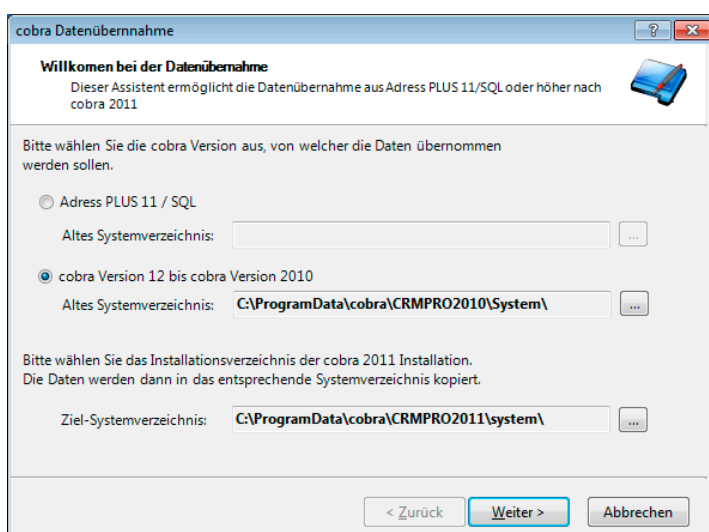 cobra Datenübernnahme
Willkomen bei der Datenübernahme
Dieser Assistent ermöglicht die Datenübernahme aus Adress PLUS 11/SQL oder höher nach
cobra 2011
Bitte wählen Sie die cobra Version aus, von welcher die Daten übernommen
werden sollen.
Adress PLUS 11 / SQL
Altes Systemverzeichnis:
...
cobra Version 12 bis cobra Version 2010
Altes Systemverzeichnis: C:\ProgramData\cobra\CRMPRO2010\System\ ...
Bitte wählen Sie das Installationsverzeichnis der cobra 2011 Installation.
Die Daten werden dann in das entsprechende Systemverzeichnis kopiert.
Ziel-Systemverzeichnis: C:\ProgramData\cobra\CRMPRO2011\system\ ...
< Zurück Weiter > Abbrechen